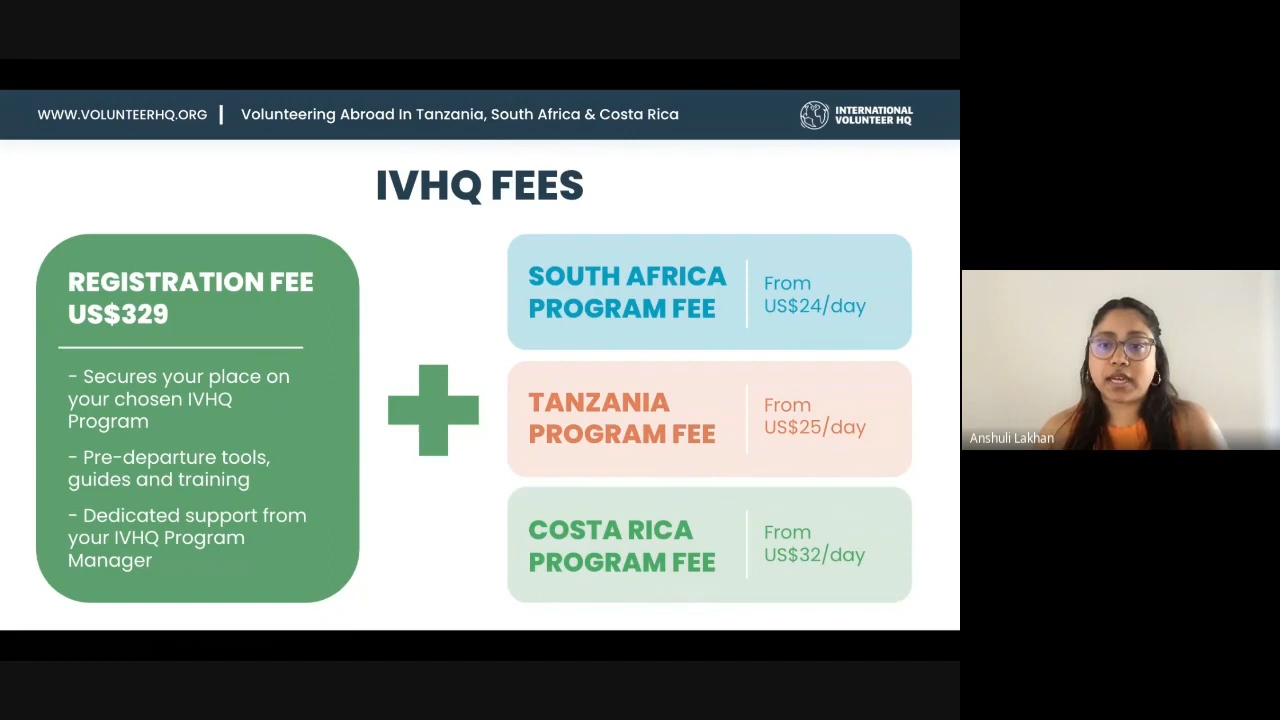 WWW.VOLUNTEERHQ.ORG | Volunteering Abroad In Tanzania, South Africa & Costa Rica
INTERNATIONAL
VOLUNTEER HQ
IVHQ FEES
REGISTRATION FEE
US$329
- Secures your place on
your chosen IVHQ
Program
- Pre-departure tools,
guides and training
- Dedicated support from
your IVHQ Program
Manager
SOUTH AFRICA
PROGRAM FEE
From
US$24/day
TANZANIA
PROGRAM FEE
From
US$25/day
COSTA RICA
PROGRAM FEE
From
US$32/day
Anshuli Lakhan